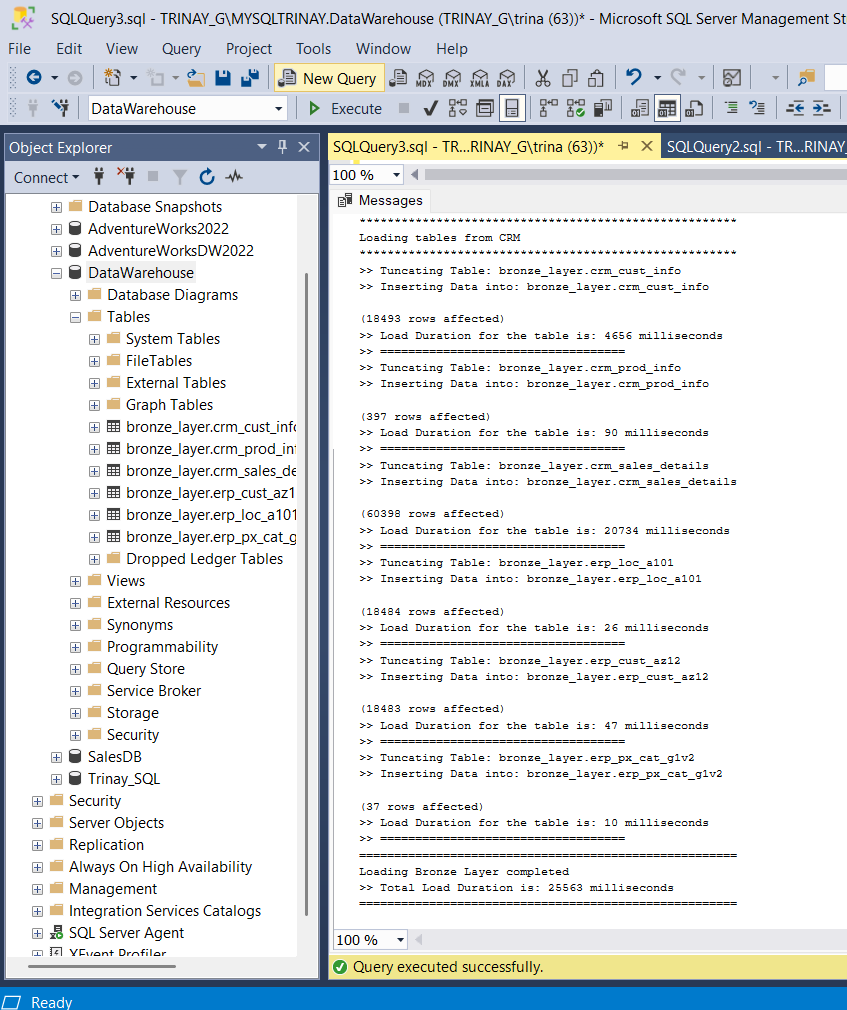 SQLQuery3.sql - TRINAY_G\MYSQLTRINAY.DataWarehouse (TRINAY_G\trina (63))* - Microsoft SQL Server Management St
File Edit View Query Project Tools Window Help
New Query MDX DMX XMLA DAX
DataWarehouse Execute
Object Explorer
Connect
Database Snapshots
AdventureWorks2022
AdventureWorksDW2022
DataWarehouse
Database Diagrams
Tables
System Tables
FileTables
External Tables
Graph Tables
bronze_layer.crm_cust_info
bronze_layer.crm_prod_inf
bronze_layer.crm_sales_de
bronze_layer.erp_cust_az1
bronze_layer.erp_loc_a101
bronze_layer.erp_px_cat_g
Dropped Ledger Tables
Views
External Resources
Synonyms
Programmability
Query Store
Service Broker
Storage
Security
SalesDB
Trinay_SQL
Security
Server Objects
Replication
Always On High Availability
Management
Integration Services Catalogs
SQL Server Agent
XEvent Profiler
SQLQuery3.sql - TR...RINAY_G\trina (63))* SQLQuery2.sql - TR...RINAY_
100 %
Messages
******************************************************
Loading tables from CRM
******************************************************
>> Tuncating Table: bronze_layer.crm_cust_info
>> Inserting Data into: bronze_layer.crm_cust_info
(18493 rows affected)
>> Load Duration for the table is: 4656 milliseconds
>> ===================================
>> Tuncating Table: bronze_layer.crm_prod_info
>> Inserting Data into: bronze_layer.crm_prod_info
(397 rows affected)
>> Load Duration for the table is: 90 milliseconds
>> ===================================
>> Tuncating Table: bronze_layer.crm_sales_details
>> Inserting Data into: bronze_layer.crm_sales_details
(60398 rows affected)
>> Load Duration for the table is: 20734 milliseconds
>> ===================================
>> Tuncating Table: bronze_layer.erp_loc_a101
>> Inserting Data into: bronze_layer.erp_loc_a101
(18484 rows affected)
>> Load Duration for the table is: 26 milliseconds
>> ===================================
>> Tuncating Table: bronze_layer.erp_cust_az12
>> Inserting Data into: bronze_layer.erp_cust_az12
(18483 rows affected)
>> Load Duration for the table is: 47 milliseconds
>> ===================================
>> Tuncating Table: bronze_layer.erp_px_cat_g1v2
>> Inserting Data into: bronze_layer.erp_px_cat_g1v2
(37 rows affected)
>> Load Duration for the table is: 10 milliseconds
>> ===================================
======================================================
Loading Bronze Layer completed
>> Total Load Duration is: 25563 milliseconds
======================================================
100 %
Query executed successfully.
Ready